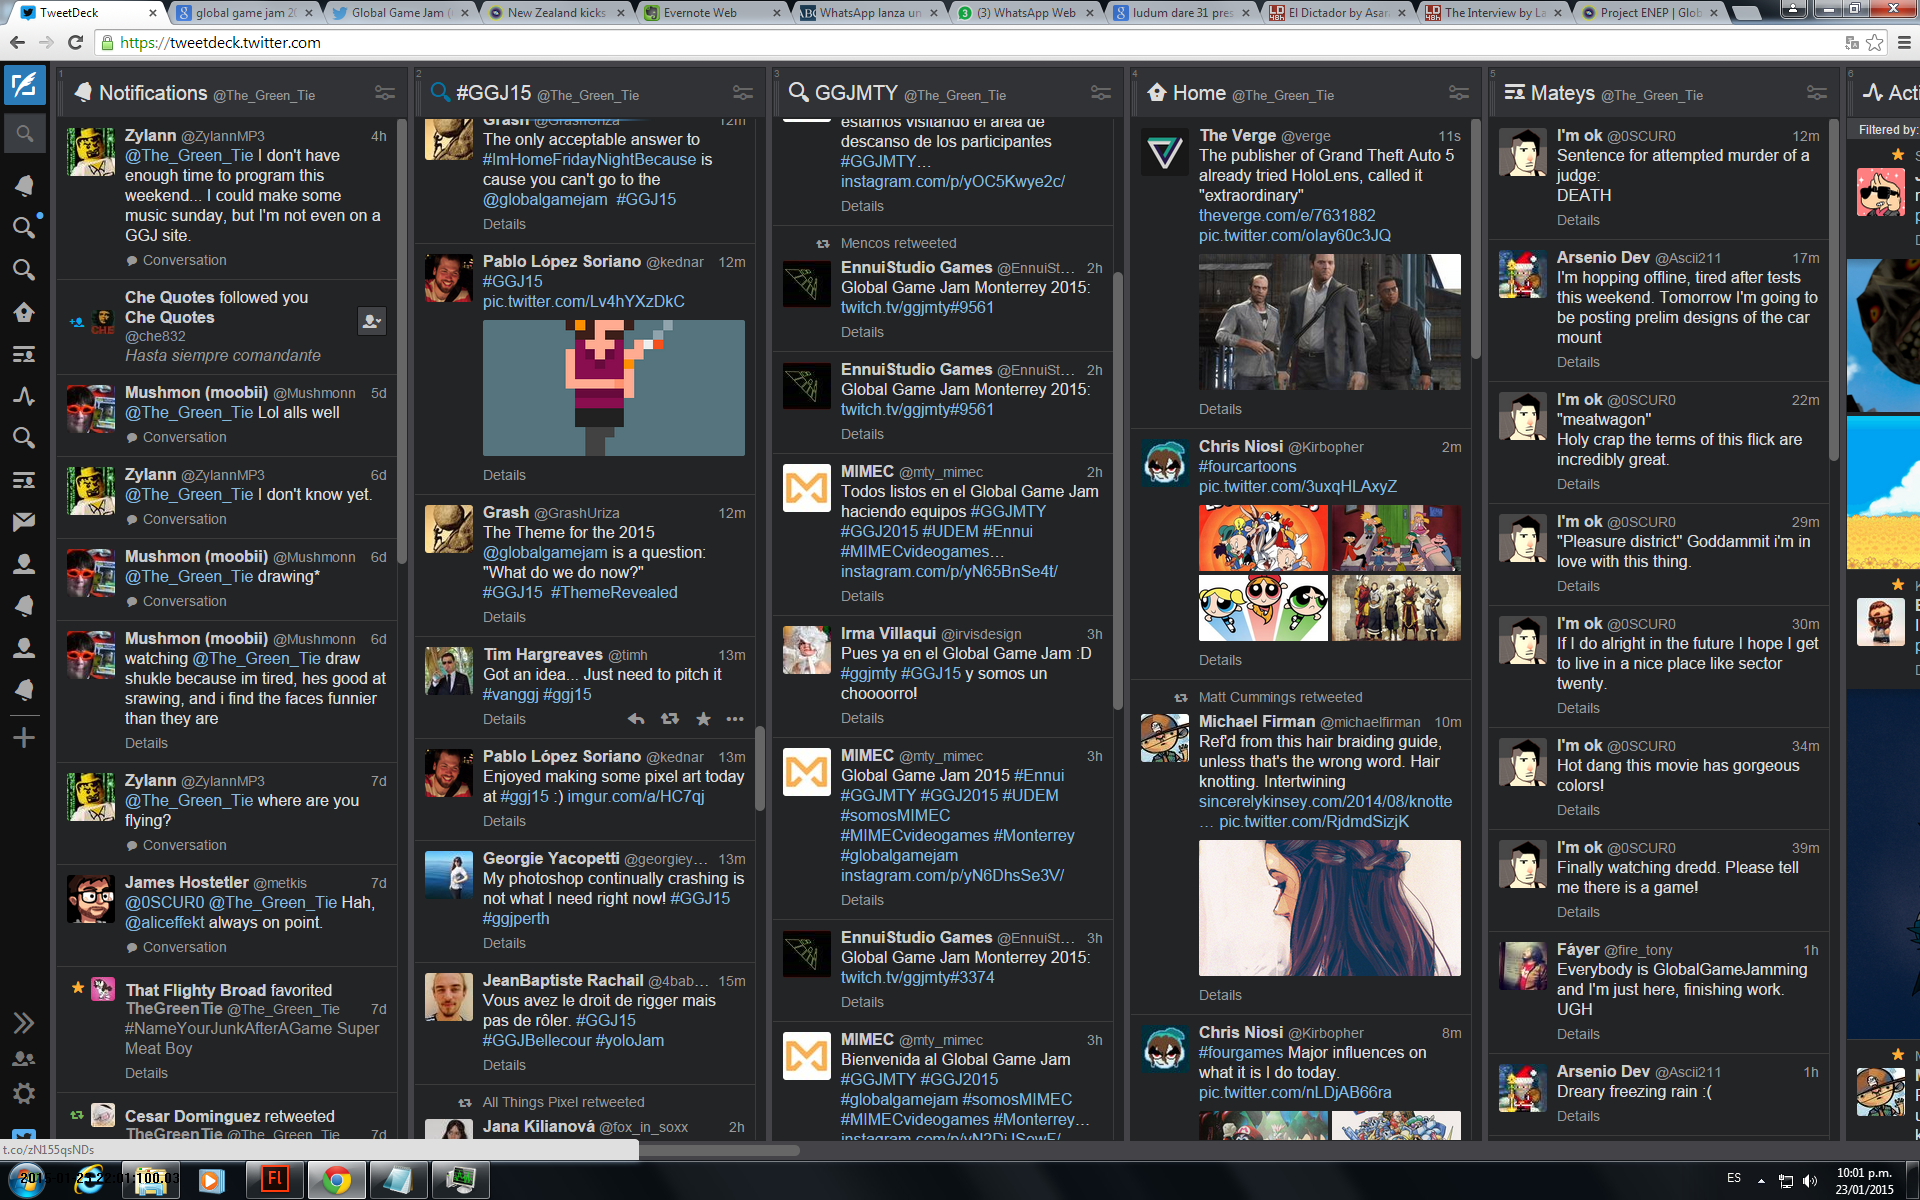 TweetDeck
global game jam 20
Global Game Jam (
New Zealand kicks
Evernote Web
WhatsApp lanza un
(3) WhatsApp Web
ludum dare 31 pres
El Dictador by Asar
The Interview by La
Project ENEP | Glob
https://tweetdeck.twitter.com
1
Notifications @The_Green_Tie
Zylann @ZylannMP3 4h
@The_Green_Tie I don't have
enough time to program this
weekend... I could make some
music sunday, but I'm not even on a
GGJ site.
Conversation
Che Quotes followed you
Che Quotes
@che832
Hasta siempre comandante
Mushmon (moobii) @Mushmonn 5d
@The_Green_Tie Lol alls well
Conversation
Zylann @ZylannMP3 6d
@The_Green_Tie I don't know yet.
Conversation
Mushmon (moobii) @Mushmonn 6d
@The_Green_Tie drawing*
Conversation
Mushmon (moobii) @Mushmonn 6d
watching @The_Green_Tie draw
shukle because im tired, hes good at
srawing, and i find the faces funnier
than they are
Details
Zylann @ZylannMP3 7d
@The_Green_Tie where are you
flying?
Conversation
James Hostetler @metkis 7d
@0SCUR0 @The_Green_Tie Hah,
@aliceffekt always on point.
Conversation
That Flighty Broad favorited
TheGreenTie @The_Green_Tie 7d
#NameYourJunkAfterAGame Super
Meat Boy
Details
Cesar Dominguez retweeted
TheGreenTie @The_Green_Tie 7d
2
#GGJ15 @The_Green_Tie
Grash @GrashUriza 12m
The only acceptable answer to
#ImHomeFridayNightBecause is
cause you can't go to the
@globalgamejam #GGJ15
Details
Pablo López Soriano @kednar 12m
#GGJ15
pic.twitter.com/Lv4hYXzDkC
Details
Grash @GrashUriza 12m
The Theme for the 2015
@globalgamejam is a question:
"What do we do now?"
#GGJ15 #ThemeRevealed
Details
Tim Hargreaves @timh 13m
Got an idea... Just need to pitch it
#vanggj #ggj15
Details
Pablo López Soriano @kednar 13m
Enjoyed making some pixel art today
at #ggj15 :) imgur.com/a/HC7qj
Details
Georgie Yacopetti @georgiey... 13m
My photoshop continually crashing is
not what I need right now! #GGJ15
#ggjperth
Details
JeanBaptiste Rachail @4bab... 15m
Vous avez le droit de rigger mais
pas de rôler. #GGJ15
#GGJBellecour #yoloJam
Details
All Things Pixel retweeted
Jana Kilianová @fox_in_soxx 2h
3
GGJMTY @The_Green_Tie
estamos visitando el área de
descanso de los participantes
#GGJMTY…
instagram.com/p/yOC5Kwye2c/
Details
Mencos retweeted
EnnuiStudio Games @EnnuiSt... 2h
Global Game Jam Monterrey 2015:
twitch.tv/ggjmty#9561
Details
EnnuiStudio Games @EnnuiSt... 2h
Global Game Jam Monterrey 2015:
twitch.tv/ggjmty#9561
Details
MIMEC @mty_mimec 2h
Todos listos en el Global Game Jam
haciendo equipos #GGJMTY
#GGJ2015 #UDEM #Ennui
#MIMECvideogames…
instagram.com/p/yN65BnSe4t/
Details
Irma Villaqui @irvisdesign 3h
Pues ya en el Global Game Jam :D
#ggjmty #GGJ15 y somos un
choooorro!
Details
MIMEC @mty_mimec 3h
Global Game Jam 2015 #Ennui
#GGJMTY #GGJ2015 #UDEM
#somosMIMEC
#MIMECvideogames #Monterrey
#globalgamejam
instagram.com/p/yN6DhsSe3V/
Details
EnnuiStudio Games @EnnuiSt... 3h
Global Game Jam Monterrey 2015:
twitch.tv/ggjmty#3374
Details
MIMEC @mty_mimec 3h
Bienvenida al Global Game Jam
#GGJMTY #GGJ2015
#globalgamejam #somosMIMEC
#MIMECvideogames #Monterrey…
4
Home @The_Green_Tie
The Verge @verge 11s
The publisher of Grand Theft Auto 5
already tried HoloLens, called it
"extraordinary"
theverge.com/e/7631882
pic.twitter.com/olay60c3JQ
Details
Chris Niosi @Kirbopher 2m
#fourcartoons
pic.twitter.com/3uxqHLAxyZ
Details
Matt Cummings retweeted
Michael Firman @michaelfirman 10m
Ref'd from this hair braiding guide,
unless that's the wrong word. Hair
knotting. Intertwining
sincerelykinsey.com/2014/08/knotte
… pic.twitter.com/RjdmdSizjK
Details
Chris Niosi @Kirbopher 8m
#fourgames Major influences on
what it is I do today.
pic.twitter.com/nLDjAB66ra
5
Mateys @The_Green_Tie
I'm ok @0SCUR0 12m
Sentence for attempted murder of a
judge:
DEATH
Details
Arsenio Dev @Ascii211 17m
I'm hopping offline, tired after tests
this weekend. Tomorrow I'm going to
be posting prelim designs of the car
mount
Details
I'm ok @0SCUR0 22m
"meatwagon"
Holy crap the terms of this flick are
incredibly great.
Details
I'm ok @0SCUR0 29m
"Pleasure district" Goddammit i'm in
love with this thing.
Details
I'm ok @0SCUR0 30m
If I do alright in the future I hope I get
to live in a nice place like sector
twenty.
Details
I'm ok @0SCUR0 34m
Hot dang this movie has gorgeous
colors!
Details
I'm ok @0SCUR0 39m
Finally watching dredd. Please tell
me there is a game!
Details
Fáyer @fire_tony 1h
Everybody is GlobalGameJamming
and I'm just here, finishing work.
UGH
Details
Arsenio Dev @Ascii211 1h
Dreary freezing rain :(
Details
6
Acti
Filtered by:
t.co/zN155qsNDs
Fl
ES
10:01 p.m.
23/01/2015